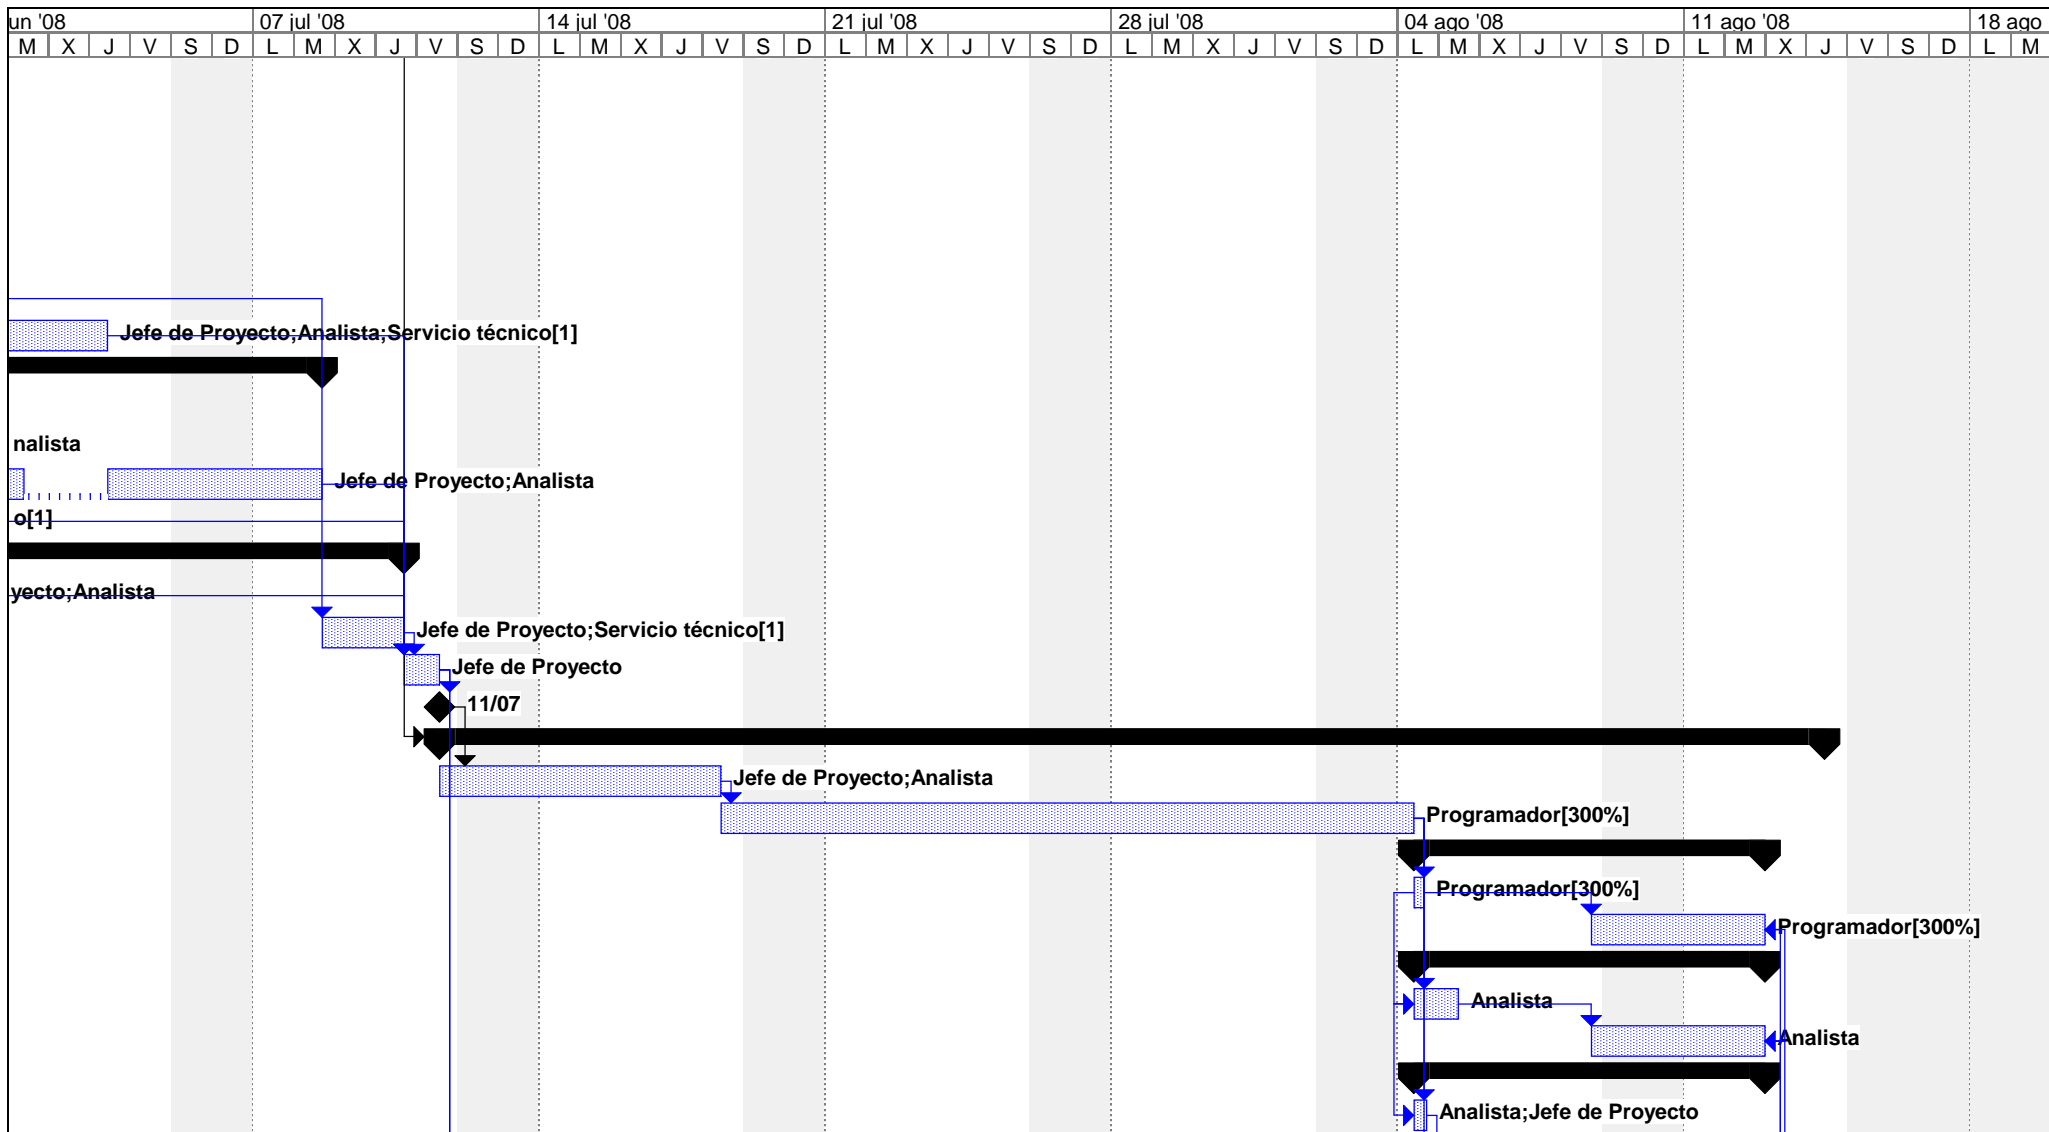 un '08 07 jul '08 14 jul '08 21 jul '08 28 jul '08 04 ago '08 11 ago '08 18 ago
M X J V S D L M X J V S D L M X J V S D L M X J V S D L M X J V S D L M X J V S D L M X J V S D L M
Jefe de Proyecto;Analista;Servicio técnico[1]
nalista
Jefe de Proyecto;Analista
o[1]
yecto;Analista
Jefe de Proyecto;Servicio técnico[1]
Jefe de Proyecto
11/07
Jefe de Proyecto;Analista
Programador[300%]
Programador[300%]
Programador[300%]
Analista
Analista
Analista;Jefe de Proyecto